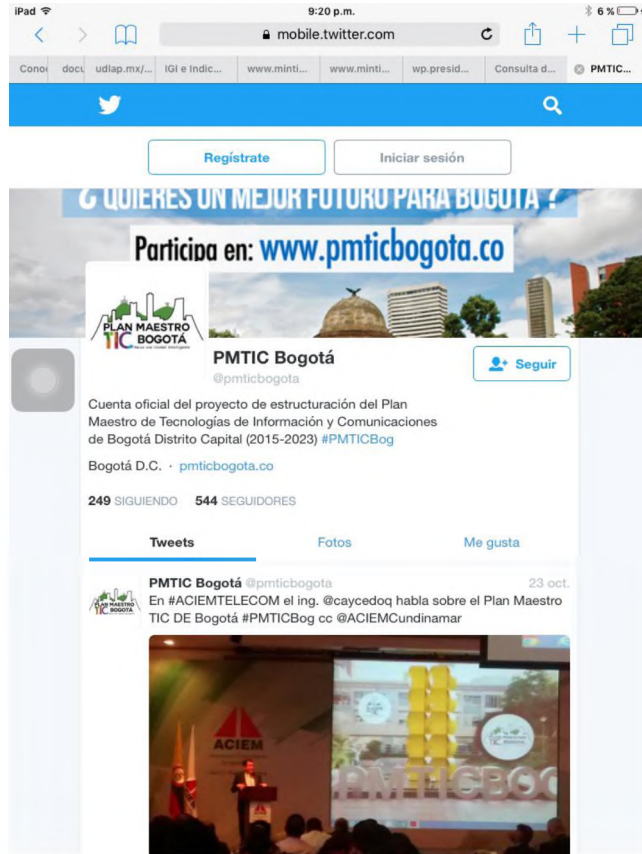 iPad 9:20 p.m. 6 %
mobile.twitter.com
Cono docu udlap.mx/... IGI e Indic... www.minti... www.minti... wp.presid... Consulta d... PMTIC...
Regístrate Iniciar sesión
¿ QUIERES UN MEJOR FUTURO PARA BOGOTÁ ?
Participa en: www.pmticbogota.co
PLAN MAESTRO
TIC BOGOTÁ
PMTIC Bogotá
@pmticbogota
Seguir
Cuenta oficial del proyecto de estructuración del Plan
Maestro de Tecnologías de Información y Comunicaciones
de Bogotá Distrito Capital (2015-2023) #PMTICBog
Bogotá D.C. · pmticbogota.co
249 SIGUIENDO 544 SEGUIDORES
Tweets Fotos Me gusta
PMTIC Bogotá @pmticbogota 23 oct.
PLAN MAESTRO
TIC BOGOTÁ
En #ACIEMTELECOM el ing. @caycedoq habla sobre el Plan Maestro
TIC DE Bogotá #PMTICBog cc @ACIEMCundinamar
ACIEM
PLAN MAESTRO
#PMTICBOG